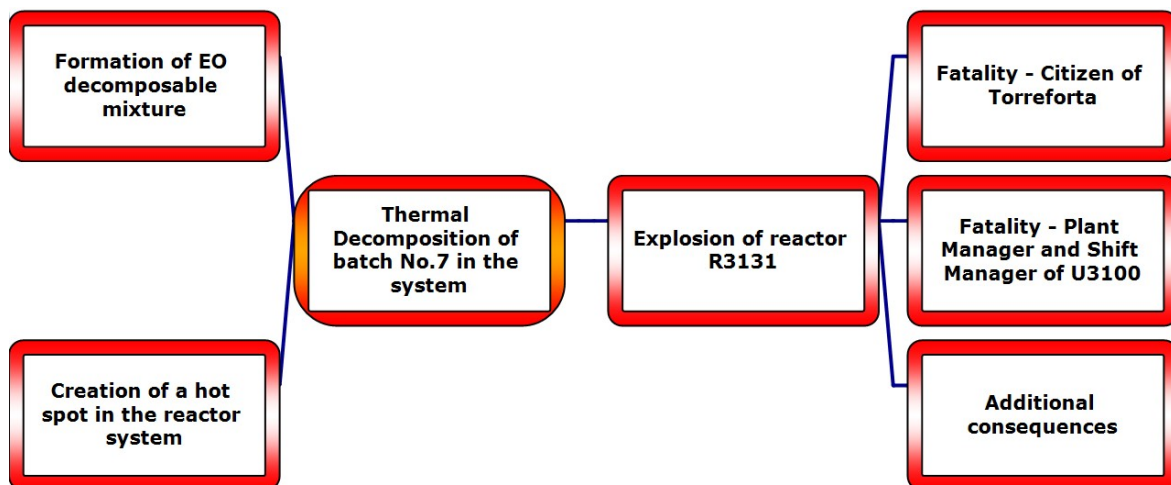 Formation of EO
decomposable
mixture
Creation of a hot
spot in the reactor
system
Thermal
Decomposition of
batch No.7 in the
system
Explosion of reactor
R3131
Fatality - Citizen of
Torreforta
Fatality - Plant
Manager and Shift
Manager of U3100
Additional
consequences